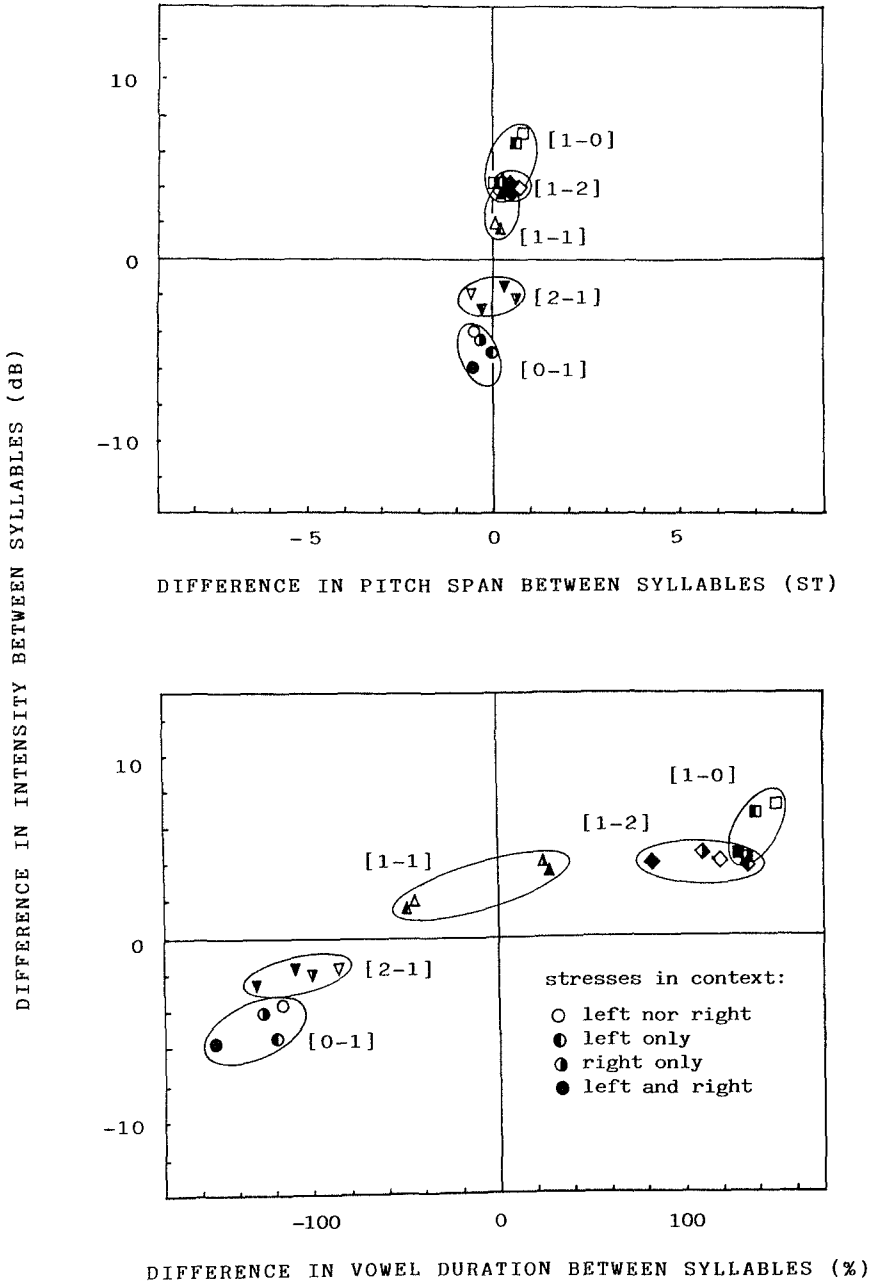 DIFFERENCE IN INTENSITY BETWEEN SYLLABLES (dB)
10
0
-10
[1-0]
[1-2]
[1-1]
[2-1]
[0-1]
-5
0
5
DIFFERENCE IN PITCH SPAN BETWEEN SYLLABLES (ST)
10
0
-10
[1-0]
[1-2]
[1-1]
[2-1]
[0-1]
stresses in context:
left nor right
left only
right only
left and right
-100
0
100
DIFFERENCE IN VOWEL DURATION BETWEEN SYLLABLES (%)